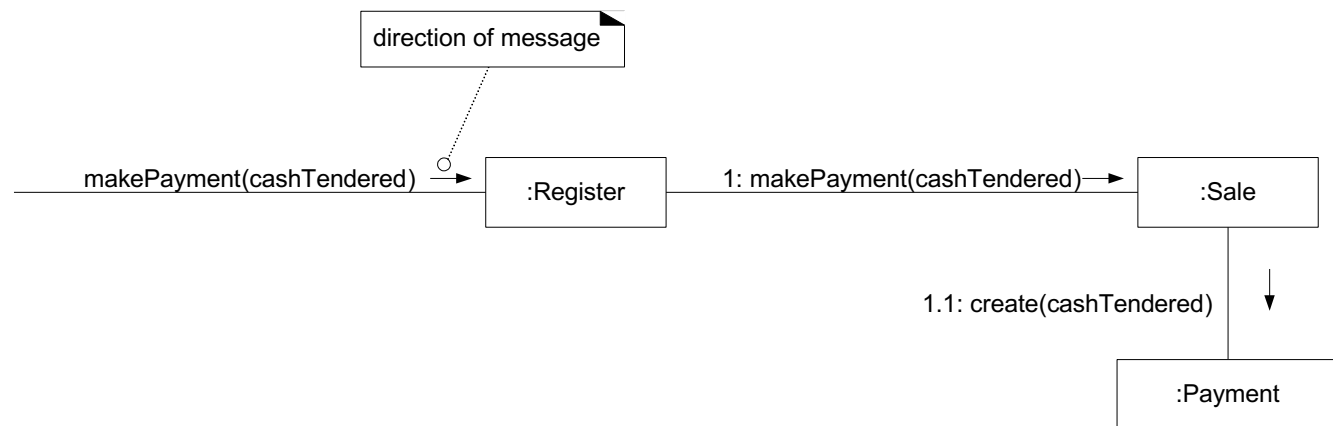 direction of message
makePayment(cashTendered)
:Register
1: makePayment(cashTendered)
:Sale
1.1: create(cashTendered)
:Payment